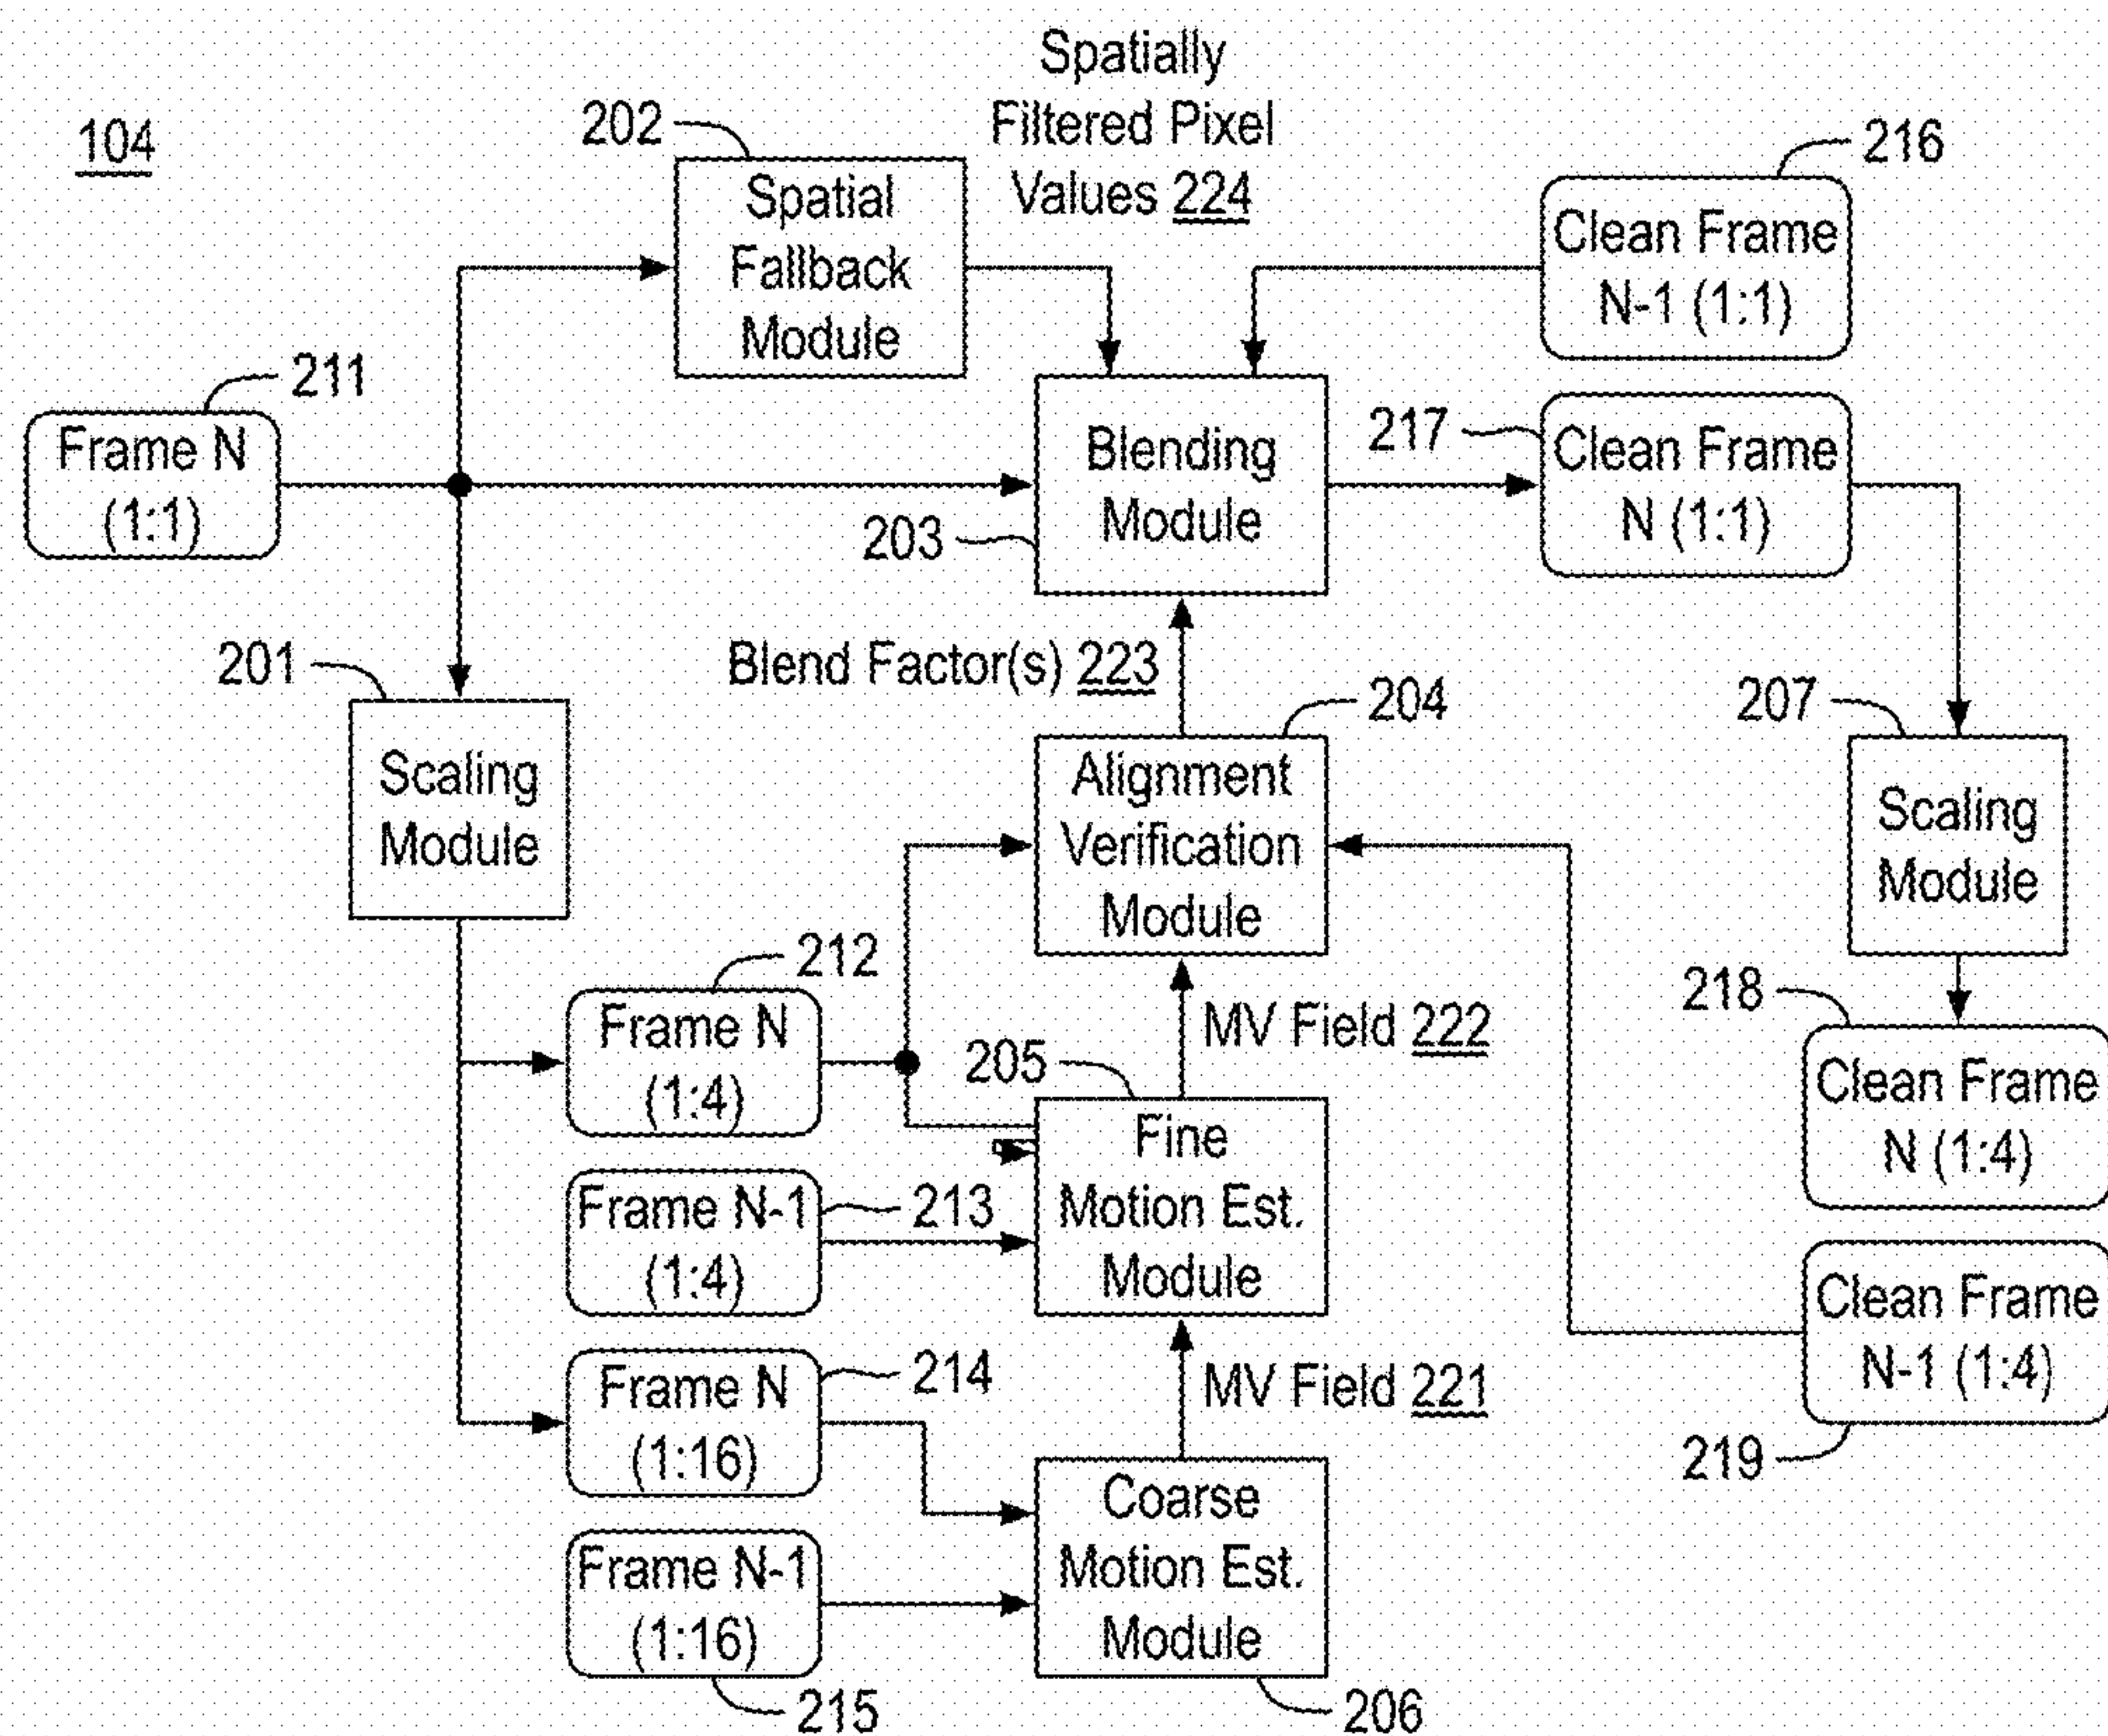 104
202
Spatially
Filtered Pixel
Values 224
216
Spatial
Fallback
Module
Clean Frame
N-1 (1:1)
211
Frame N
(1:1)
203
Blending
Module
217
Clean Frame
N (1:1)
201
Scaling
Module
Blend Factor(s) 223
204
Alignment
Verification
Module
207
Scaling
Module
212
Frame N
(1:4)
MV Field 222
205
Fine
Motion Est.
Module
218
Clean Frame
N (1:4)
Frame N-1
(1:4)
213
Frame N
(1:16)
214
MV Field 221
Clean Frame
N-1 (1:4)
219
Coarse
Motion Est.
Module
Frame N-1
(1:16)
215
206